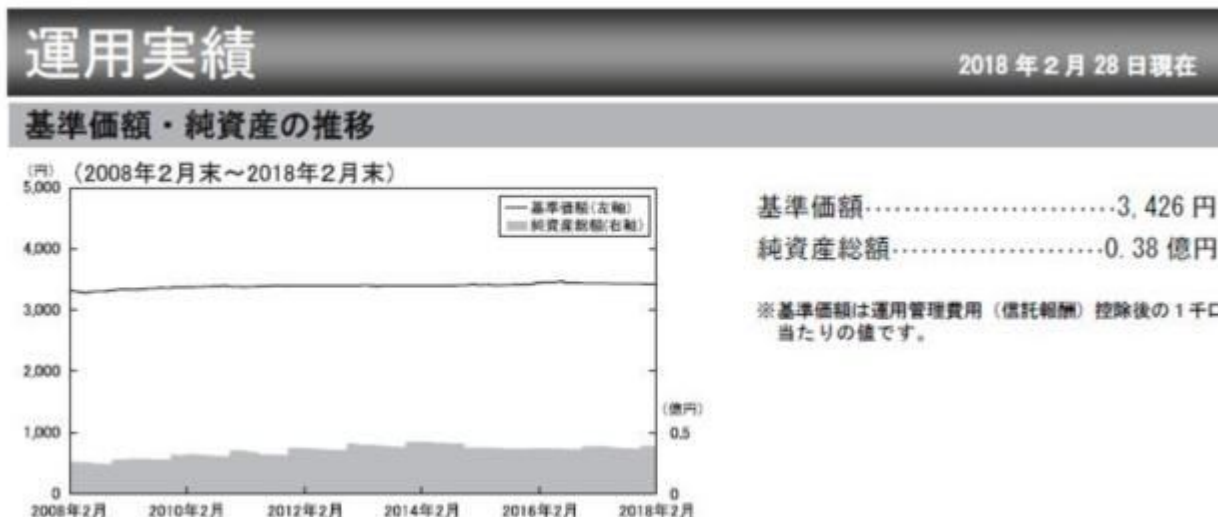 運用実績
2018年2月28日現在
基準価額・純資産の推移
(円) (2008年2月末～2018年2月末)
5,000
4,000
3,000
2,000
1,000
0
基準価額(左軸)
純資産総額(右軸)
(億円)
0.5
0
2008年2月 2010年2月 2012年2月 2014年2月 2016年2月 2018年2月
基準価額‥‥‥‥‥‥‥‥‥‥‥‥‥3,426円
純資産総額‥‥‥‥‥‥‥‥‥‥‥0.38億円
※基準価額は運用管理費用（信託報酬）控除後の1千口
当たりの値です。